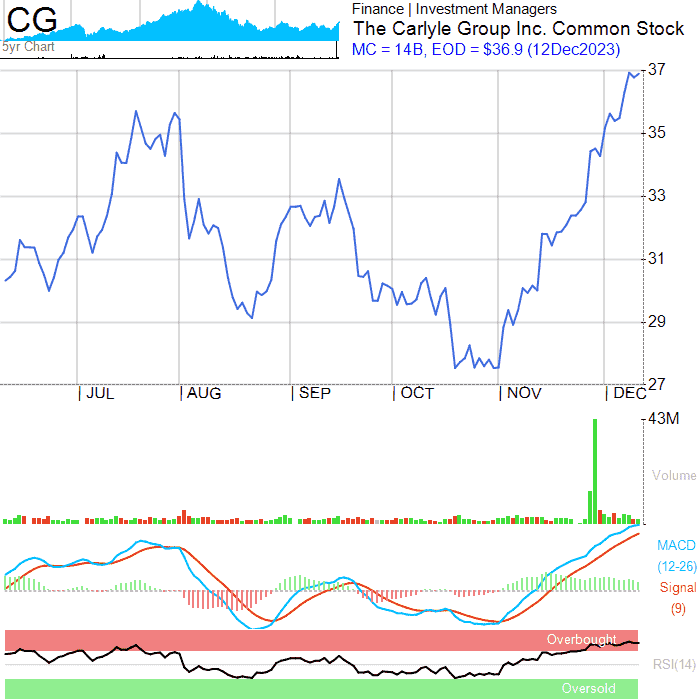 CG
5yr Chart
Finance | Investment Managers
The Carlyle Group Inc. Common Stock
MC = 14B, EOD = $36.9 (12Dec2023)
37
35
33
31
29
27
| JUL | AUG | SEP | OCT | NOV | DEC
43M
Volume
MACD
(12-26)
Signal
(9)
Overbought
RSI(14)
Oversold